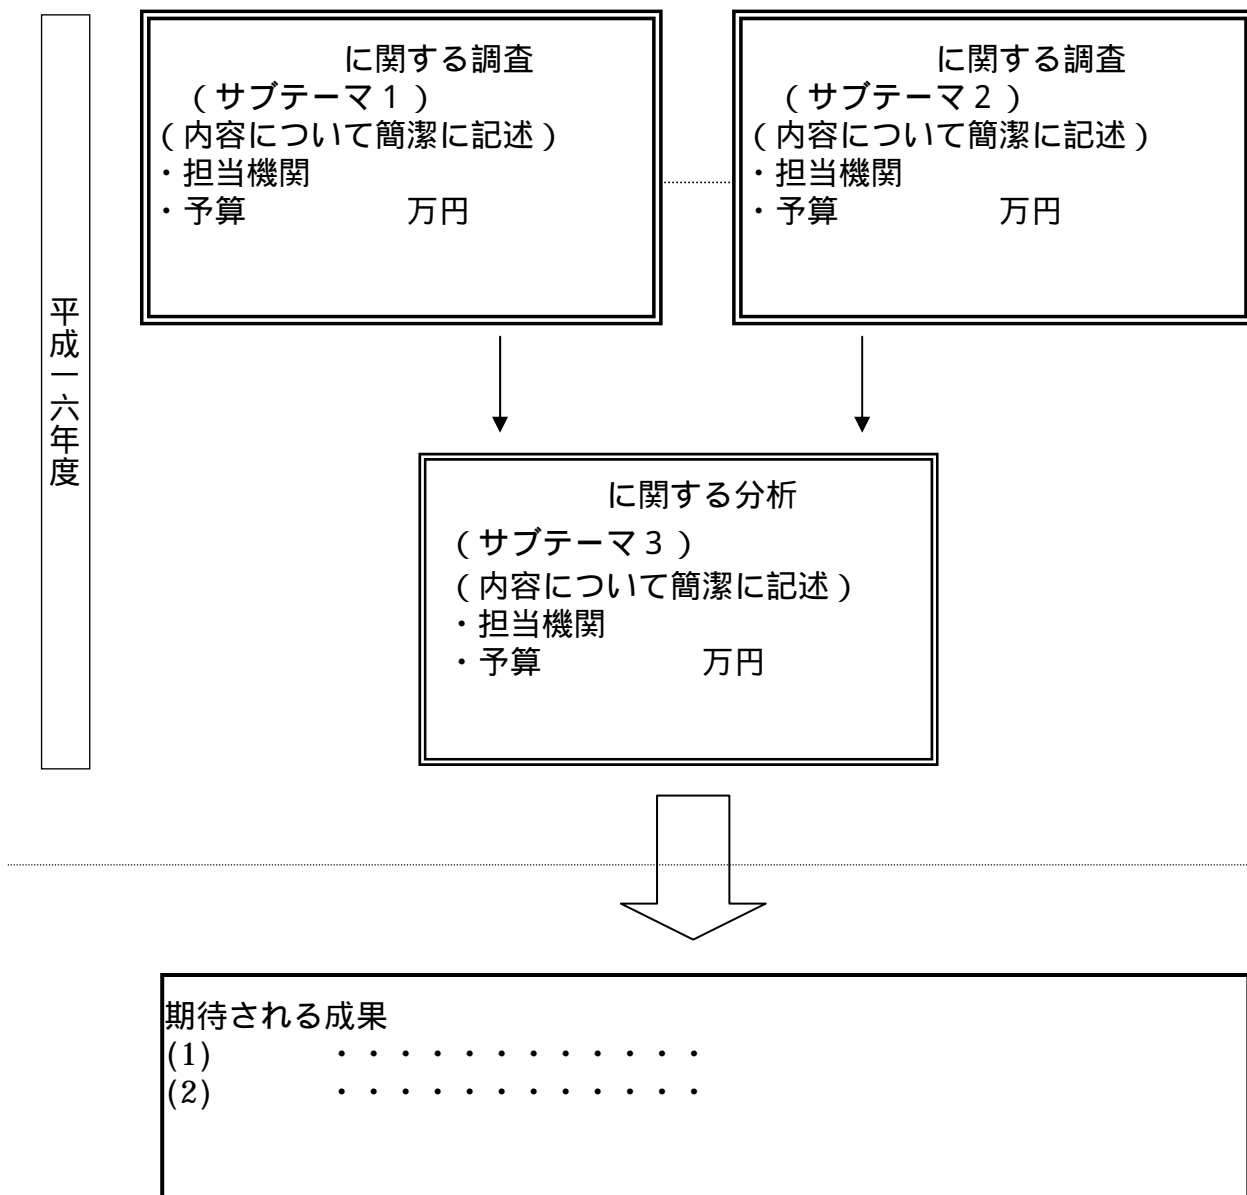 平成一六年度
に関する調査
（サブテーマ１）
（内容について簡潔に記述）
・担当機関
・予算　　　　　万円
に関する調査
（サブテーマ２）
（内容について簡潔に記述）
・担当機関
・予算　　　　　万円
に関する分析
（サブテーマ３）
（内容について簡潔に記述）
・担当機関
・予算　　　　　万円
期待される成果
(1)　　　　・・・・・・・・・・・・
(2)　　　　・・・・・・・・・・・・